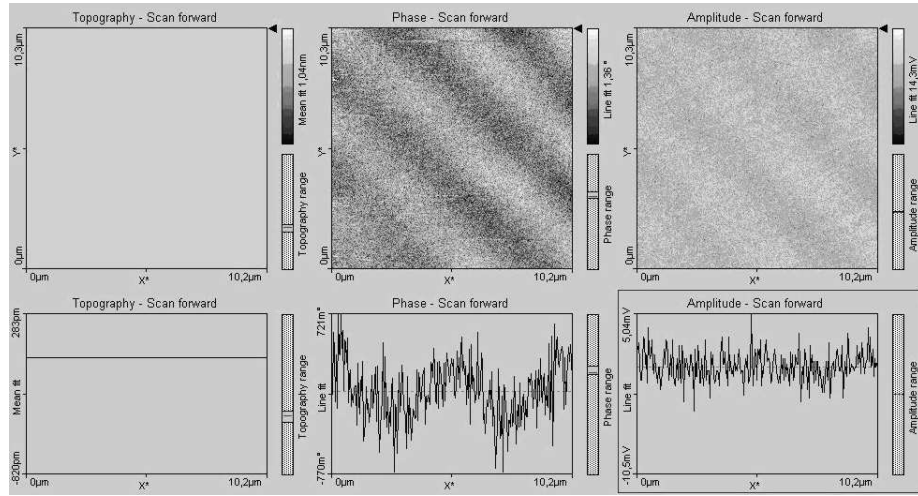 Topography - Scan forward
10,3µm
Y*
0µm
0µm
X*
10,2µm
Mean fit 1,04nm
Topography range
Phase - Scan forward
10,3µm
Y*
0µm
0µm
X*
10,2µm
Line fit 1,36°
Phase range
Amplitude - Scan forward
10,3µm
Y*
0µm
0µm
X*
10,2µm
Line fit 14,3mV
Amplitude range
Topography - Scan forward
283pm
Mean fit
-820pm
0µm
X*
10,2µm
Topography range
Phase - Scan forward
721m°
Line fit
-770m°
0µm
X*
10,2µm
Phase range
Amplitude - Scan forward
5,04mV
Line fit
-10,5mV
0µm
X*
10,2µm
Amplitude range